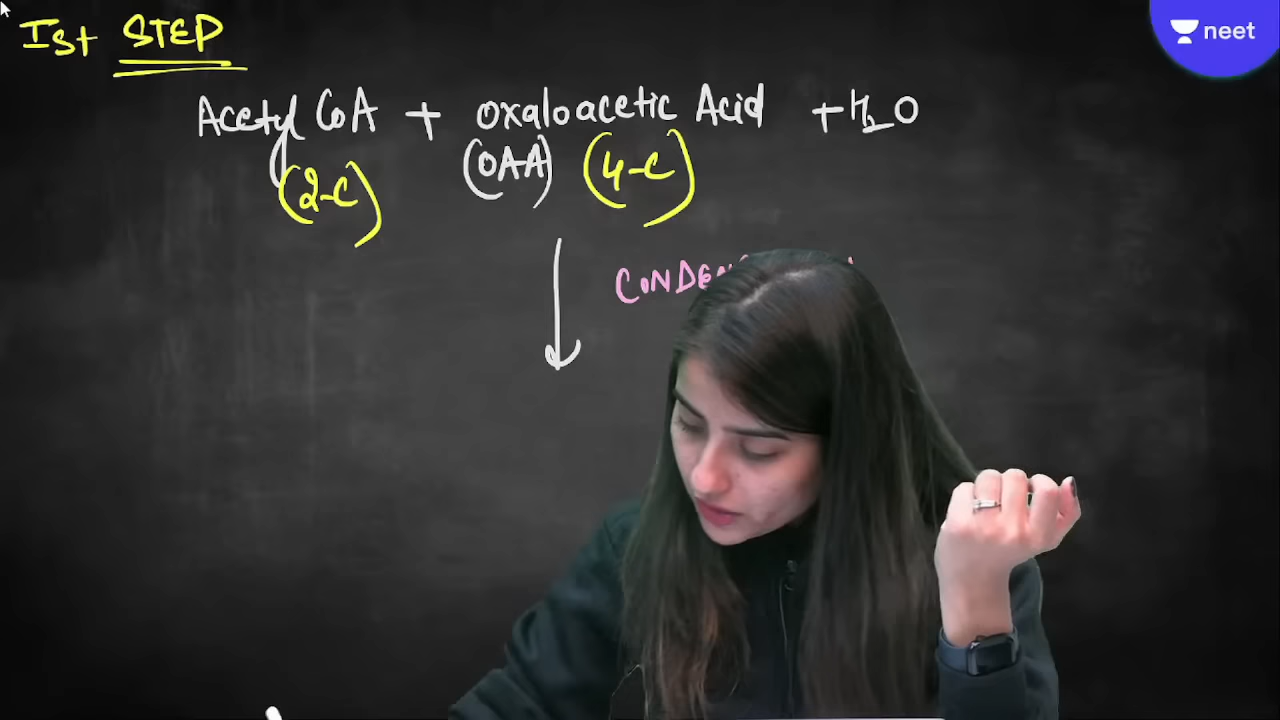 Ist STEP
neet
Acetyl CoA + Oxaloacetic Acid + H2O
(2-C) (OAA) (4-C)